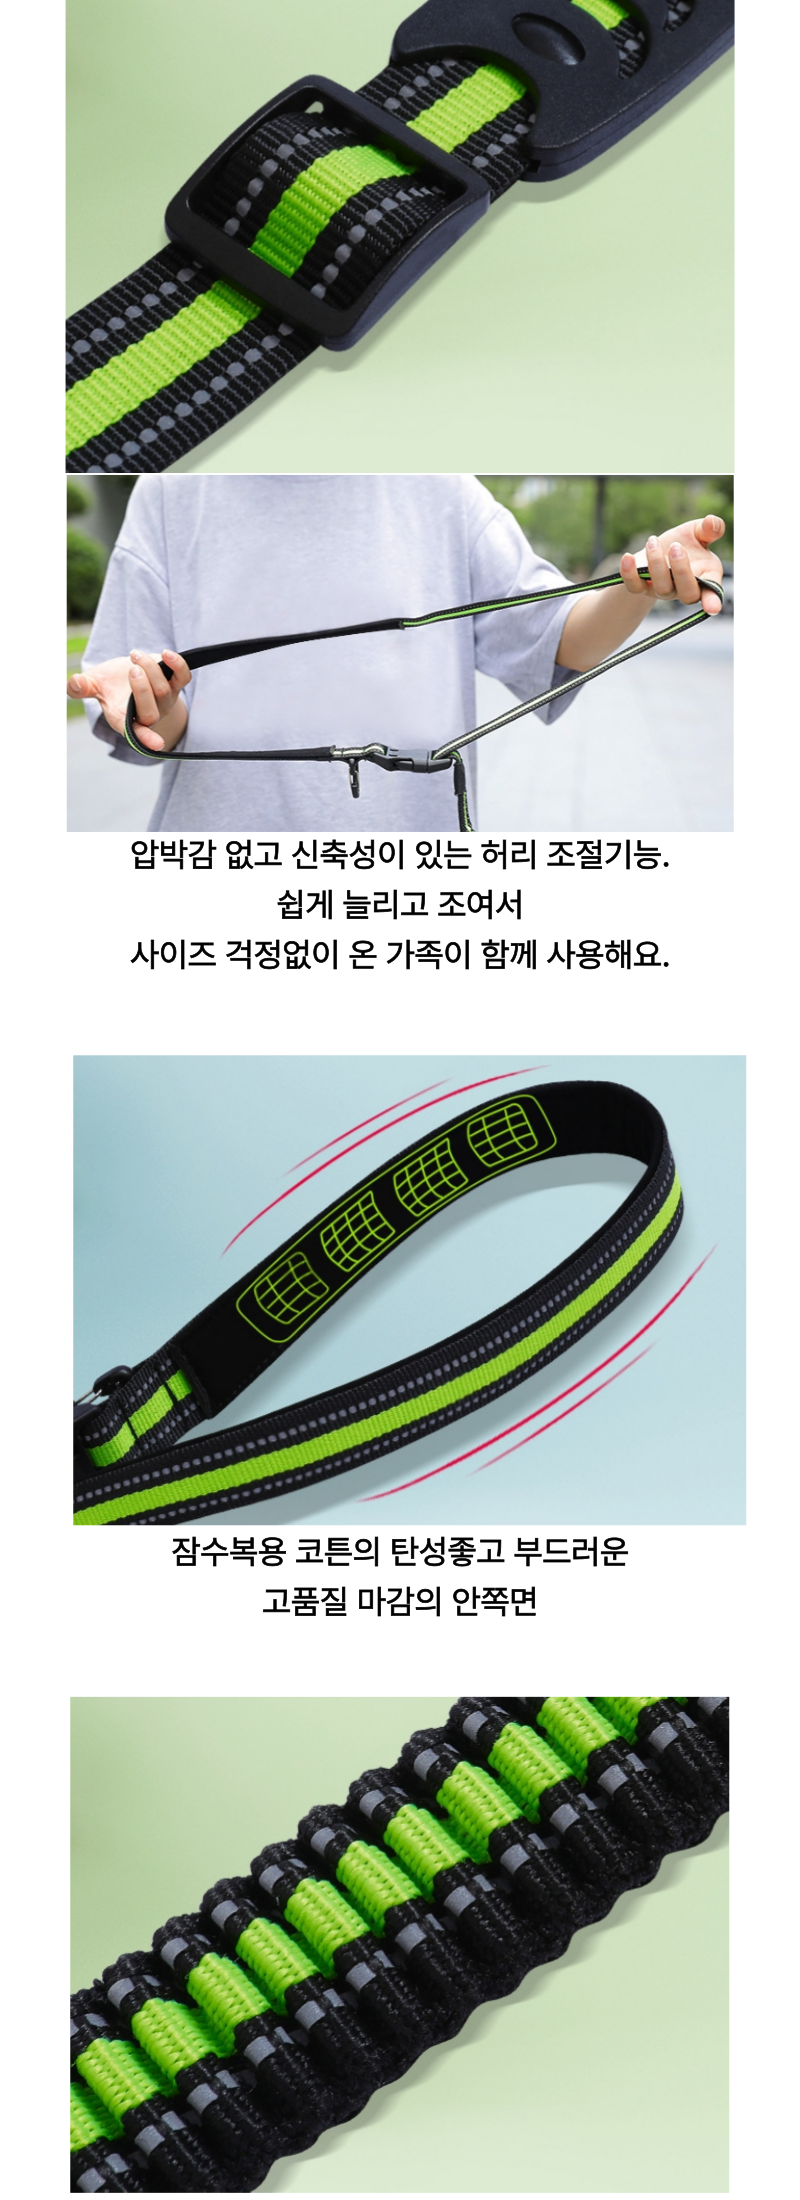 압박감 없고 신축성이 있는 허리 조절기능.
쉽게 늘리고 조여서
사이즈 걱정없이 온 가족이 함께 사용해요.
잠수복용 코튼의 탄성좋고 부드러운
고품질 마감의 안쪽면